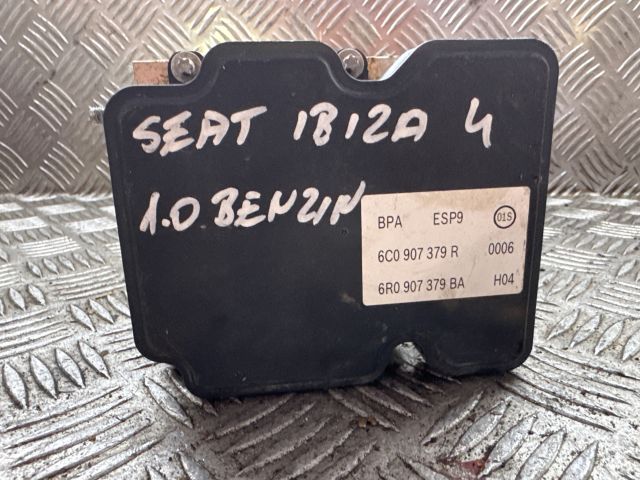 SEAT IBIZA 4
1.0 BENZIN
BPA ESP9 01S
6C0 907 379 R 0006
6R0 907 379 BA H04